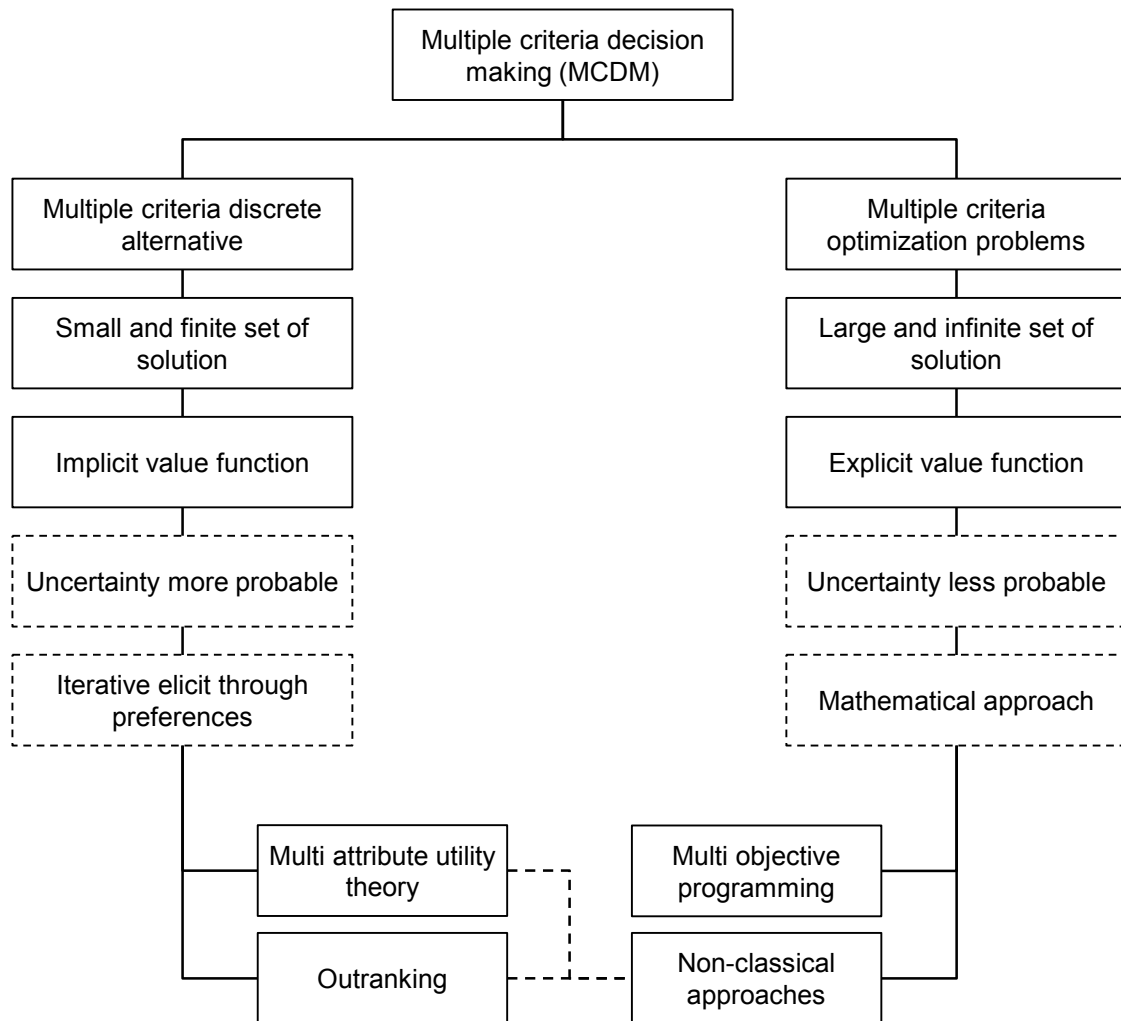 Multiple criteria decision
making (MCDM)
Multiple criteria discrete
alternative
Multiple criteria
optimization problems
Small and finite set of
solution
Large and infinite set of
solution
Implicit value function
Explicit value function
Uncertainty more probable
Uncertainty less probable
Iterative elicit through
preferences
Mathematical approach
Multi attribute utility
theory
Multi objective
programming
Outranking
Non-classical
approaches